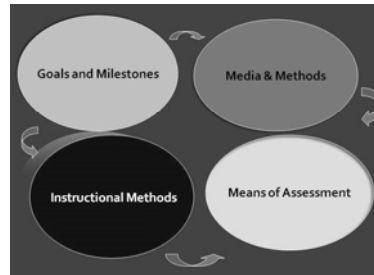 Goals and Milestones
Media & Methods
Instructional Methods
Means of Assessment